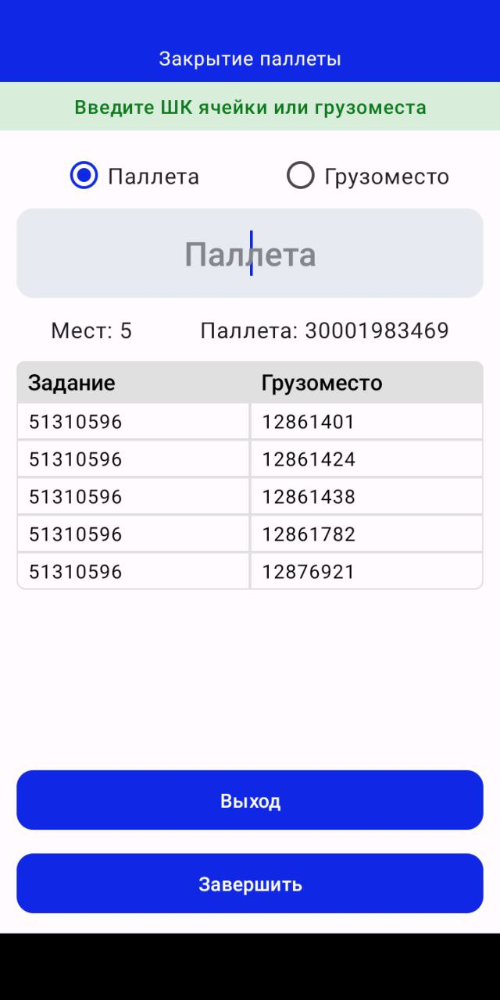 Закрытие паллеты
Введите ШК ячейки или грузоместа
Паллета Грузоместо
Паллета
Мест: 5 Паллета: 30001983469
Задание Грузоместо
51310596 12861401
51310596 12861424
51310596 12861438
51310596 12861782
51310596 12876921
Выход
Завершить